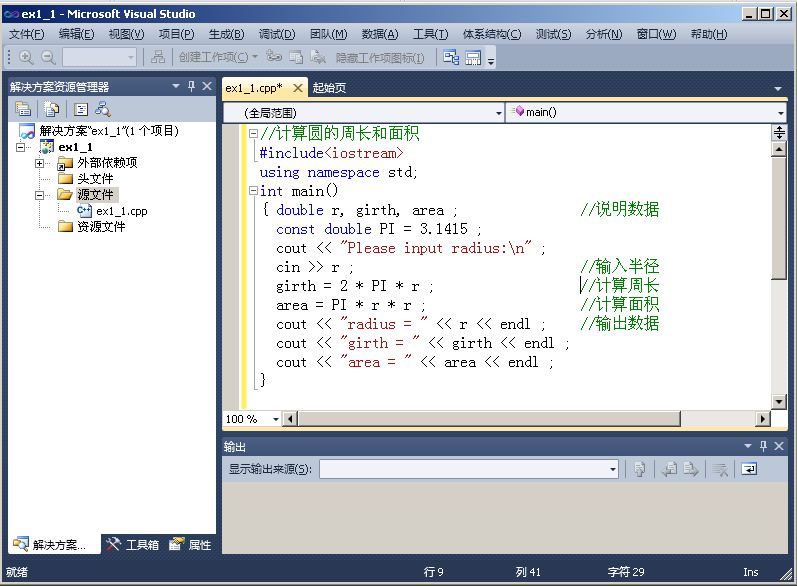 ex1_1 - Microsoft Visual Studio
文件(F) 编辑(E) 视图(V) 项目(P) 生成(B) 调试(D) 团队(M) 数据(A) 工具(T) 体系结构(C) 测试(S) 分析(N) 窗口(W) 帮助(H)
创建工作项(C) 隐藏工作项图标(I)
解决方案资源管理器
解决方案"ex1_1"(1 个项目)
ex1_1
外部依赖项
头文件
源文件
ex1_1.cpp
资源文件
解决方案... 工具箱 属性
ex1_1.cpp* 起始页
(全局范围) main()
//计算圆的周长和面积
#include<iostream>
using namespace std;
int main()
{ double r, girth, area ; //说明数据
const double PI = 3.1415 ;
cout << "Please input radius:\n" ;
cin >> r ; //输入半径
girth = 2 * PI * r ; //计算周长
area = PI * r * r ; //计算面积
cout << "radius = " << r << endl ; //输出数据
cout << "girth = " << girth << endl ;
cout << "area = " << area << endl ;
}
100 %
输出
显示输出来源(S):
就绪 行 9 列 41 字符 29 Ins